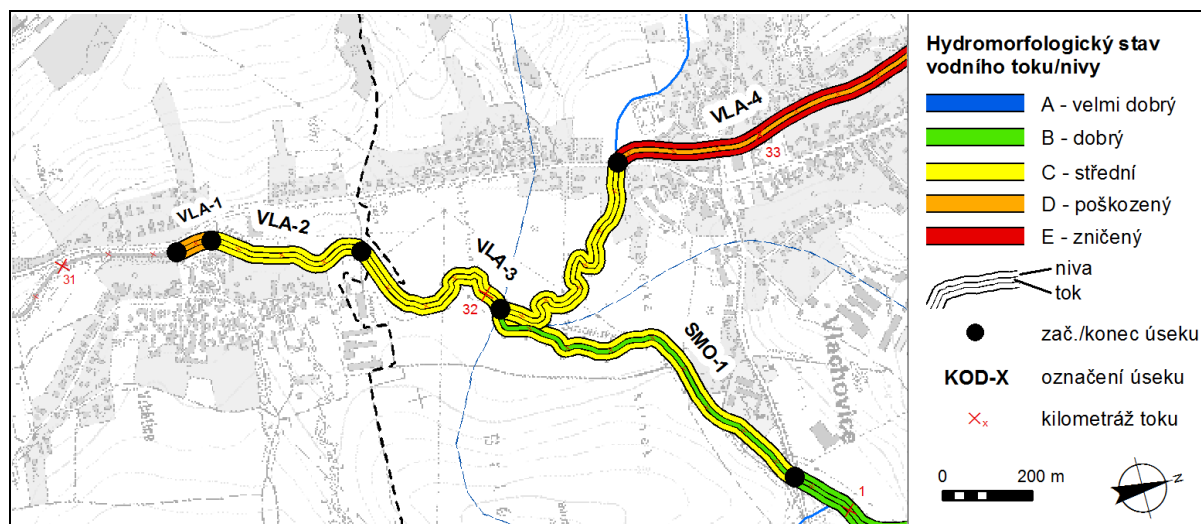 VLA-1
VLA-2
VLA-3
VLA-4
SMO-1
31
32
33
1
Vrbětice
Vlachovice
Hydromorfologický stav
vodního toku/nivy
A - velmi dobrý
B - dobrý
C - střední
D - poškozený
E - zničený
niva
tok
zač./konec úseku
KOD-X označení úseku
x kilometráž toku
0 200 m
N